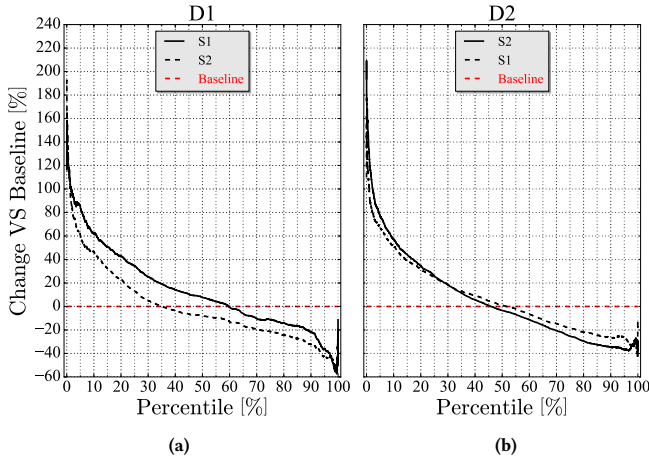 D1
D2
Change VS Baseline [%]
240
220
200
180
160
140
120
100
80
60
40
20
0
−20
−40
−60
S1
S2
Baseline
S2
S1
Baseline
0 10 20 30 40 50 60 70 80 90 100
0 10 20 30 40 50 60 70 80 90 100
Percentile [%]
Percentile [%]
(a)
(b)